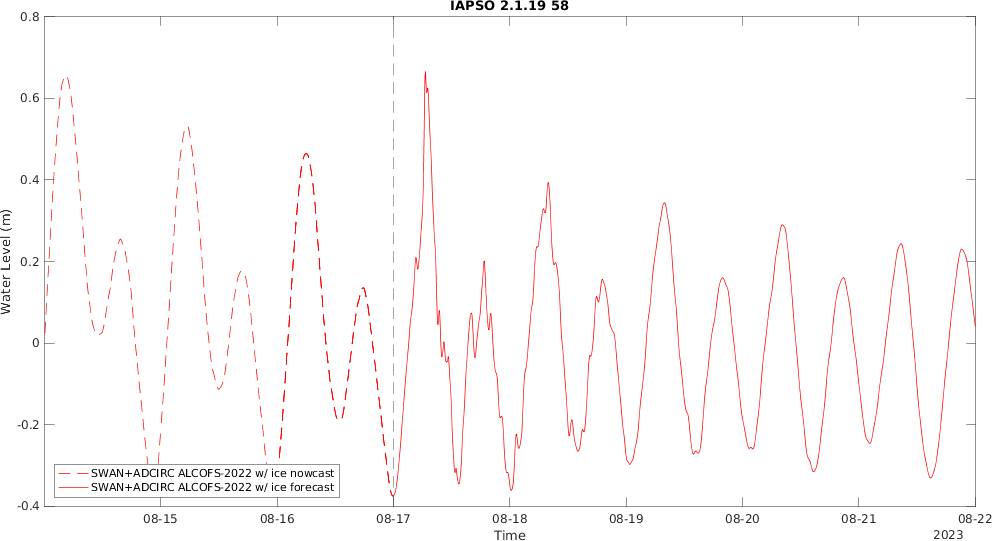 IAPSO 2.1.19 58
0.8
0.6
0.4
0.2
0
-0.2
-0.4
Water Level (m)
SWAN+ADCIRC ALCOFS-2022 w/ ice nowcast
SWAN+ADCIRC ALCOFS-2022 w/ ice forecast
08-15 08-16 08-17 08-18 08-19 08-20 08-21 08-22
Time
2023